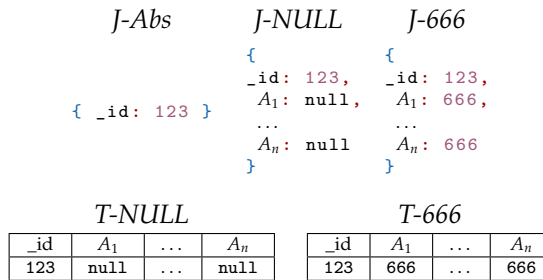 J-Abs J-NULL J-666
{ {
_id: 123, _id: 123,
A1: null, A1: 666,
{ _id: 123 }
... ...
An: null An: 666
} }
T-NULL T-666
_id A1 ... An _id A1 ... An
123 null ... null 123 666 ... 666